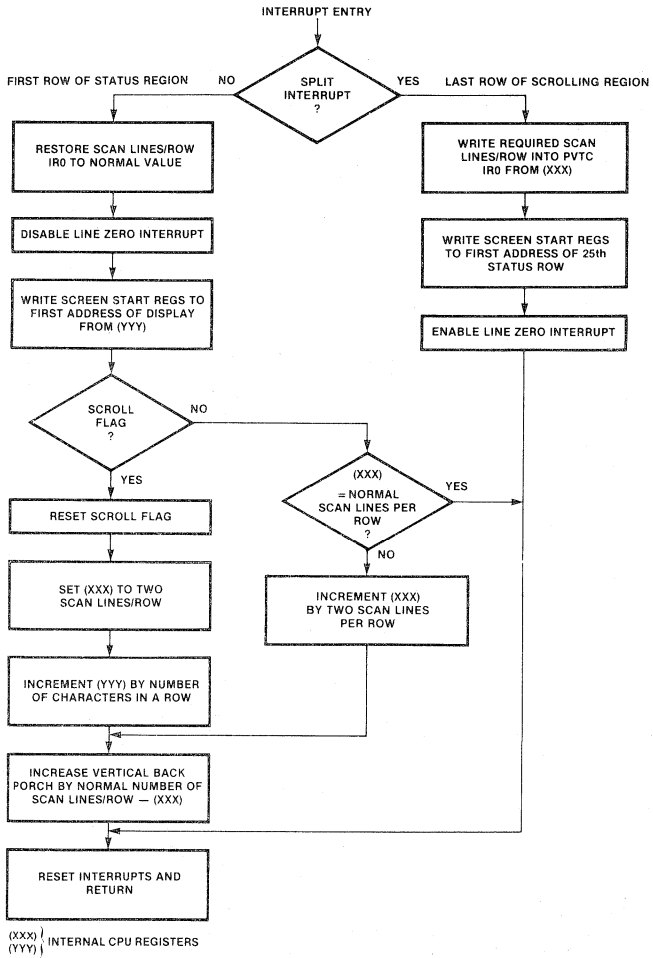 INTERRUPT ENTRY
FIRST ROW OF STATUS REGION
NO
SPLIT
INTERRUPT
?
YES
LAST ROW OF SCROLLING REGION
RESTORE SCAN LINES/ROW
IR0 TO NORMAL VALUE
DISABLE LINE ZERO INTERRUPT
WRITE SCREEN START REGS TO
FIRST ADDRESS OF DISPLAY
FROM (YYY)
WRITE REQUIRED SCAN
LINES/ROW INTO PVTC
IR0 FROM (XXX)
WRITE SCREEN START REGS
TO FIRST ADDRESS OF 25th
STATUS ROW
ENABLE LINE ZERO INTERRUPT
SCROLL
FLAG
?
NO
YES
(XXX)
= NORMAL
SCAN LINES PER
ROW
?
YES
NO
RESET SCROLL FLAG
SET (XXX) TO TWO
SCAN LINES/ROW
INCREMENT (XXX)
BY TWO SCAN LINES
PER ROW
INCREMENT (YYY) BY NUMBER
OF CHARACTERS IN A ROW
INCREASE VERTICAL BACK
PORCH BY NORMAL NUMBER OF
SCAN LINES/ROW — (XXX)
RESET INTERRUPTS AND
RETURN
(XXX)
(YYY)
INTERNAL CPU REGISTERS